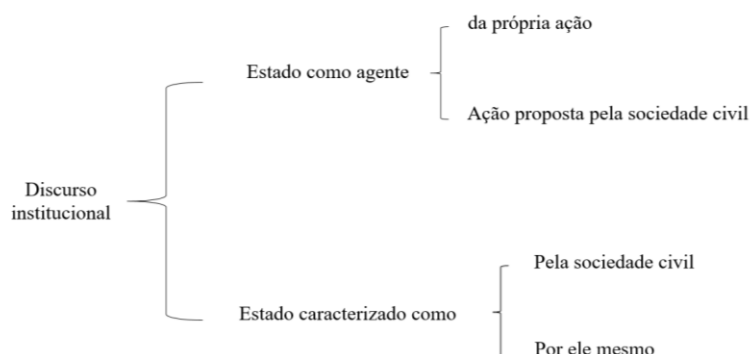 da própria ação
Estado como agente
Ação proposta pela sociedade civil
Discurso
institucional
Pela sociedade civil
Estado caracterizado como
Por ele mesmo